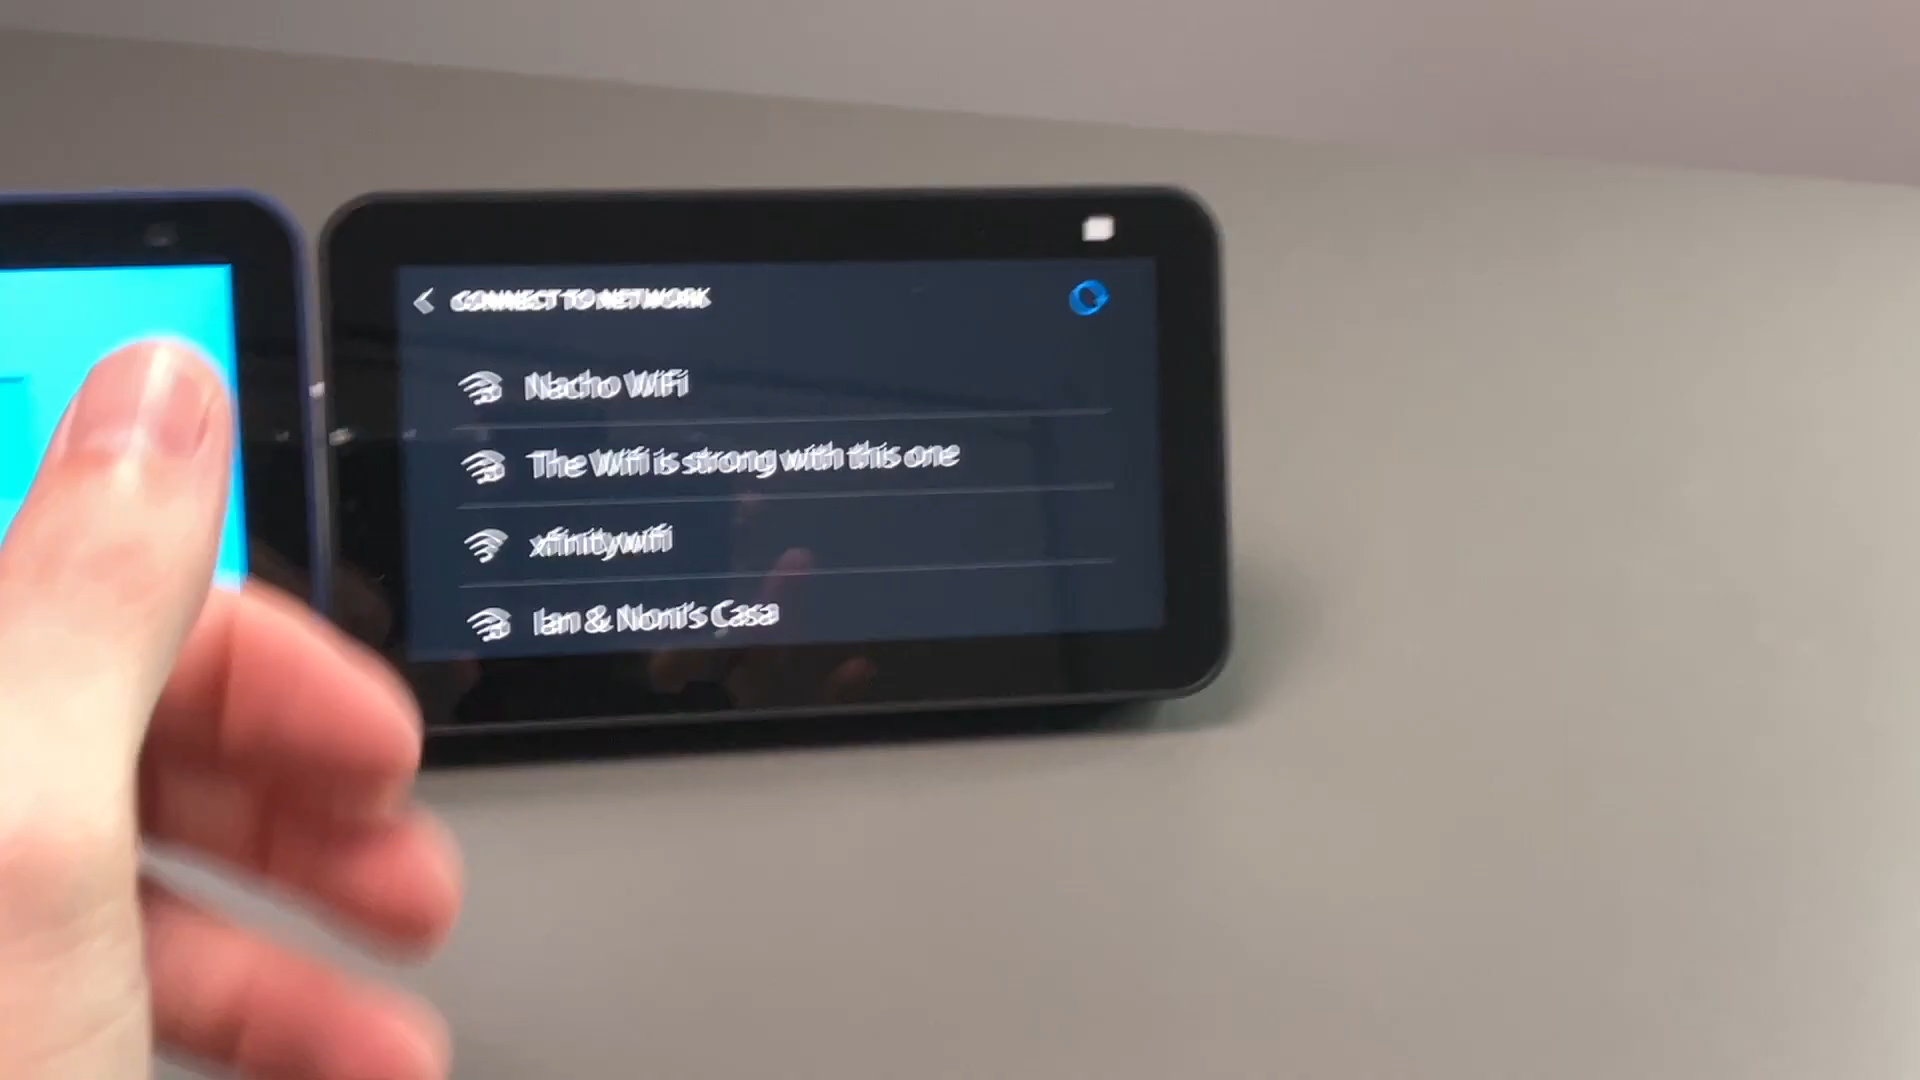 CONNECT TO NETWORK
Nacho WiFi
The Wifi is strong with this one
xfinitywifi
Ian & Noni's Casa